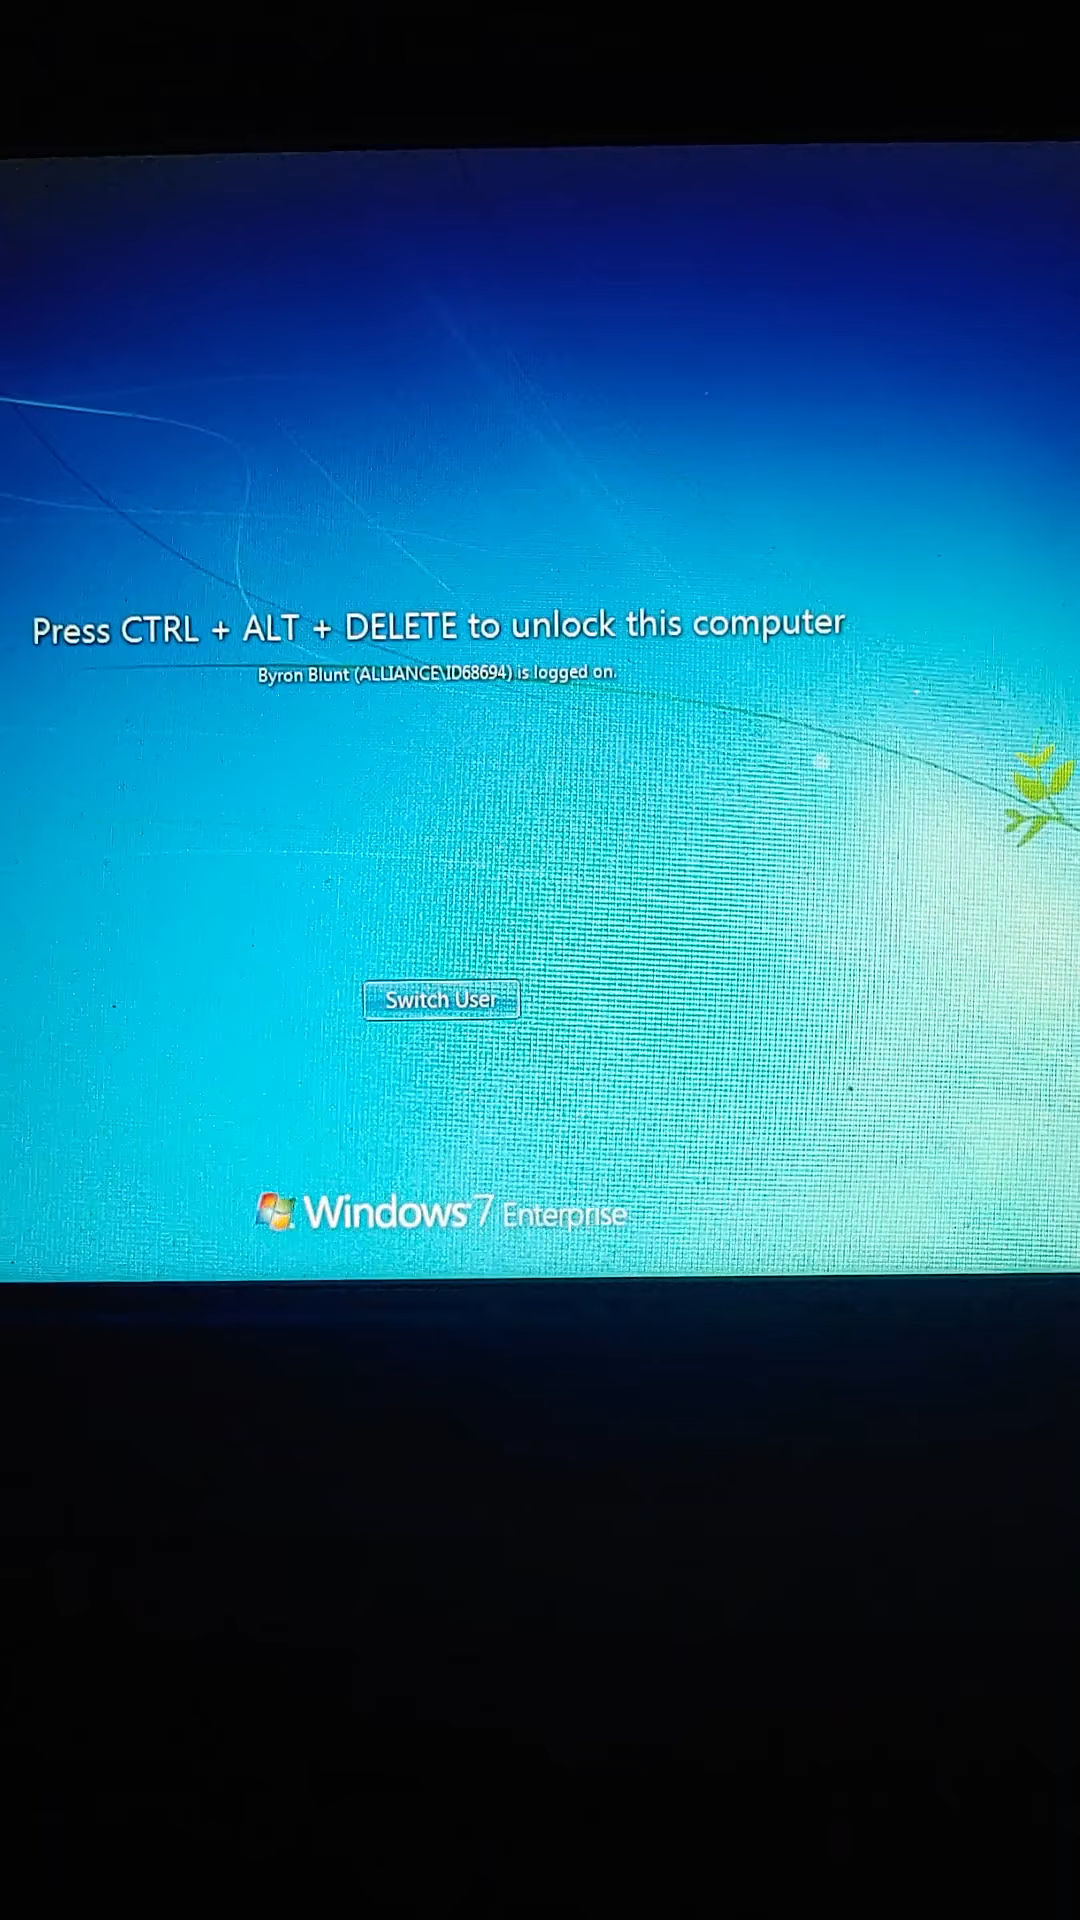 Press CTRL + ALT + DELETE to unlock this computer
Byron Blunt (ALLIANCE\ID68694) is logged on.
Switch User
Windows 7 Enterprise